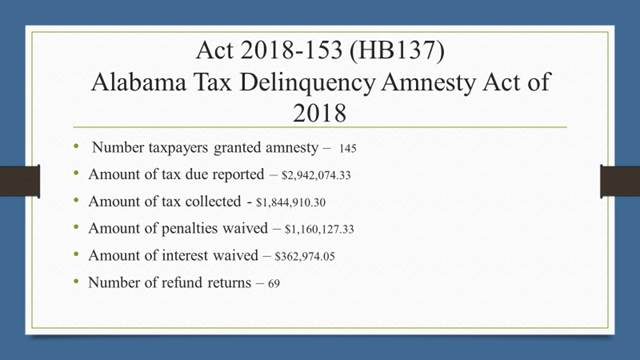 Act 2018-153 (HB137)
Alabama Tax Delinquency Amnesty Act of
2018
• Number taxpayers granted amnesty – 145
• Amount of tax due reported – $2,942,074.33
• Amount of tax collected - $1,844,910.30
• Amount of penalties waived – $1,160,127.33
• Amount of interest waived – $362,974.05
• Number of refund returns – 69